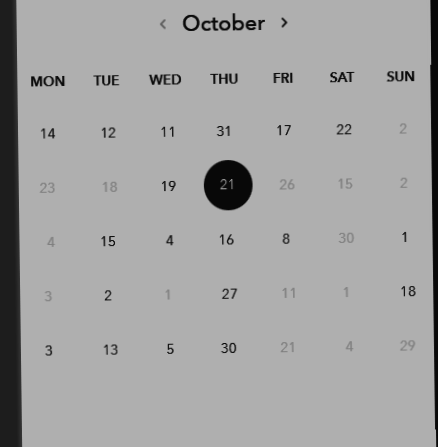 ‹ October ›
MON TUE WED THU FRI SAT SUN
14 12 11 31 17 22 2
23 18 19 21 26 15 2
4 15 4 16 8 30 1
3 2 1 27 11 1 18
3 13 5 30 21 4 29